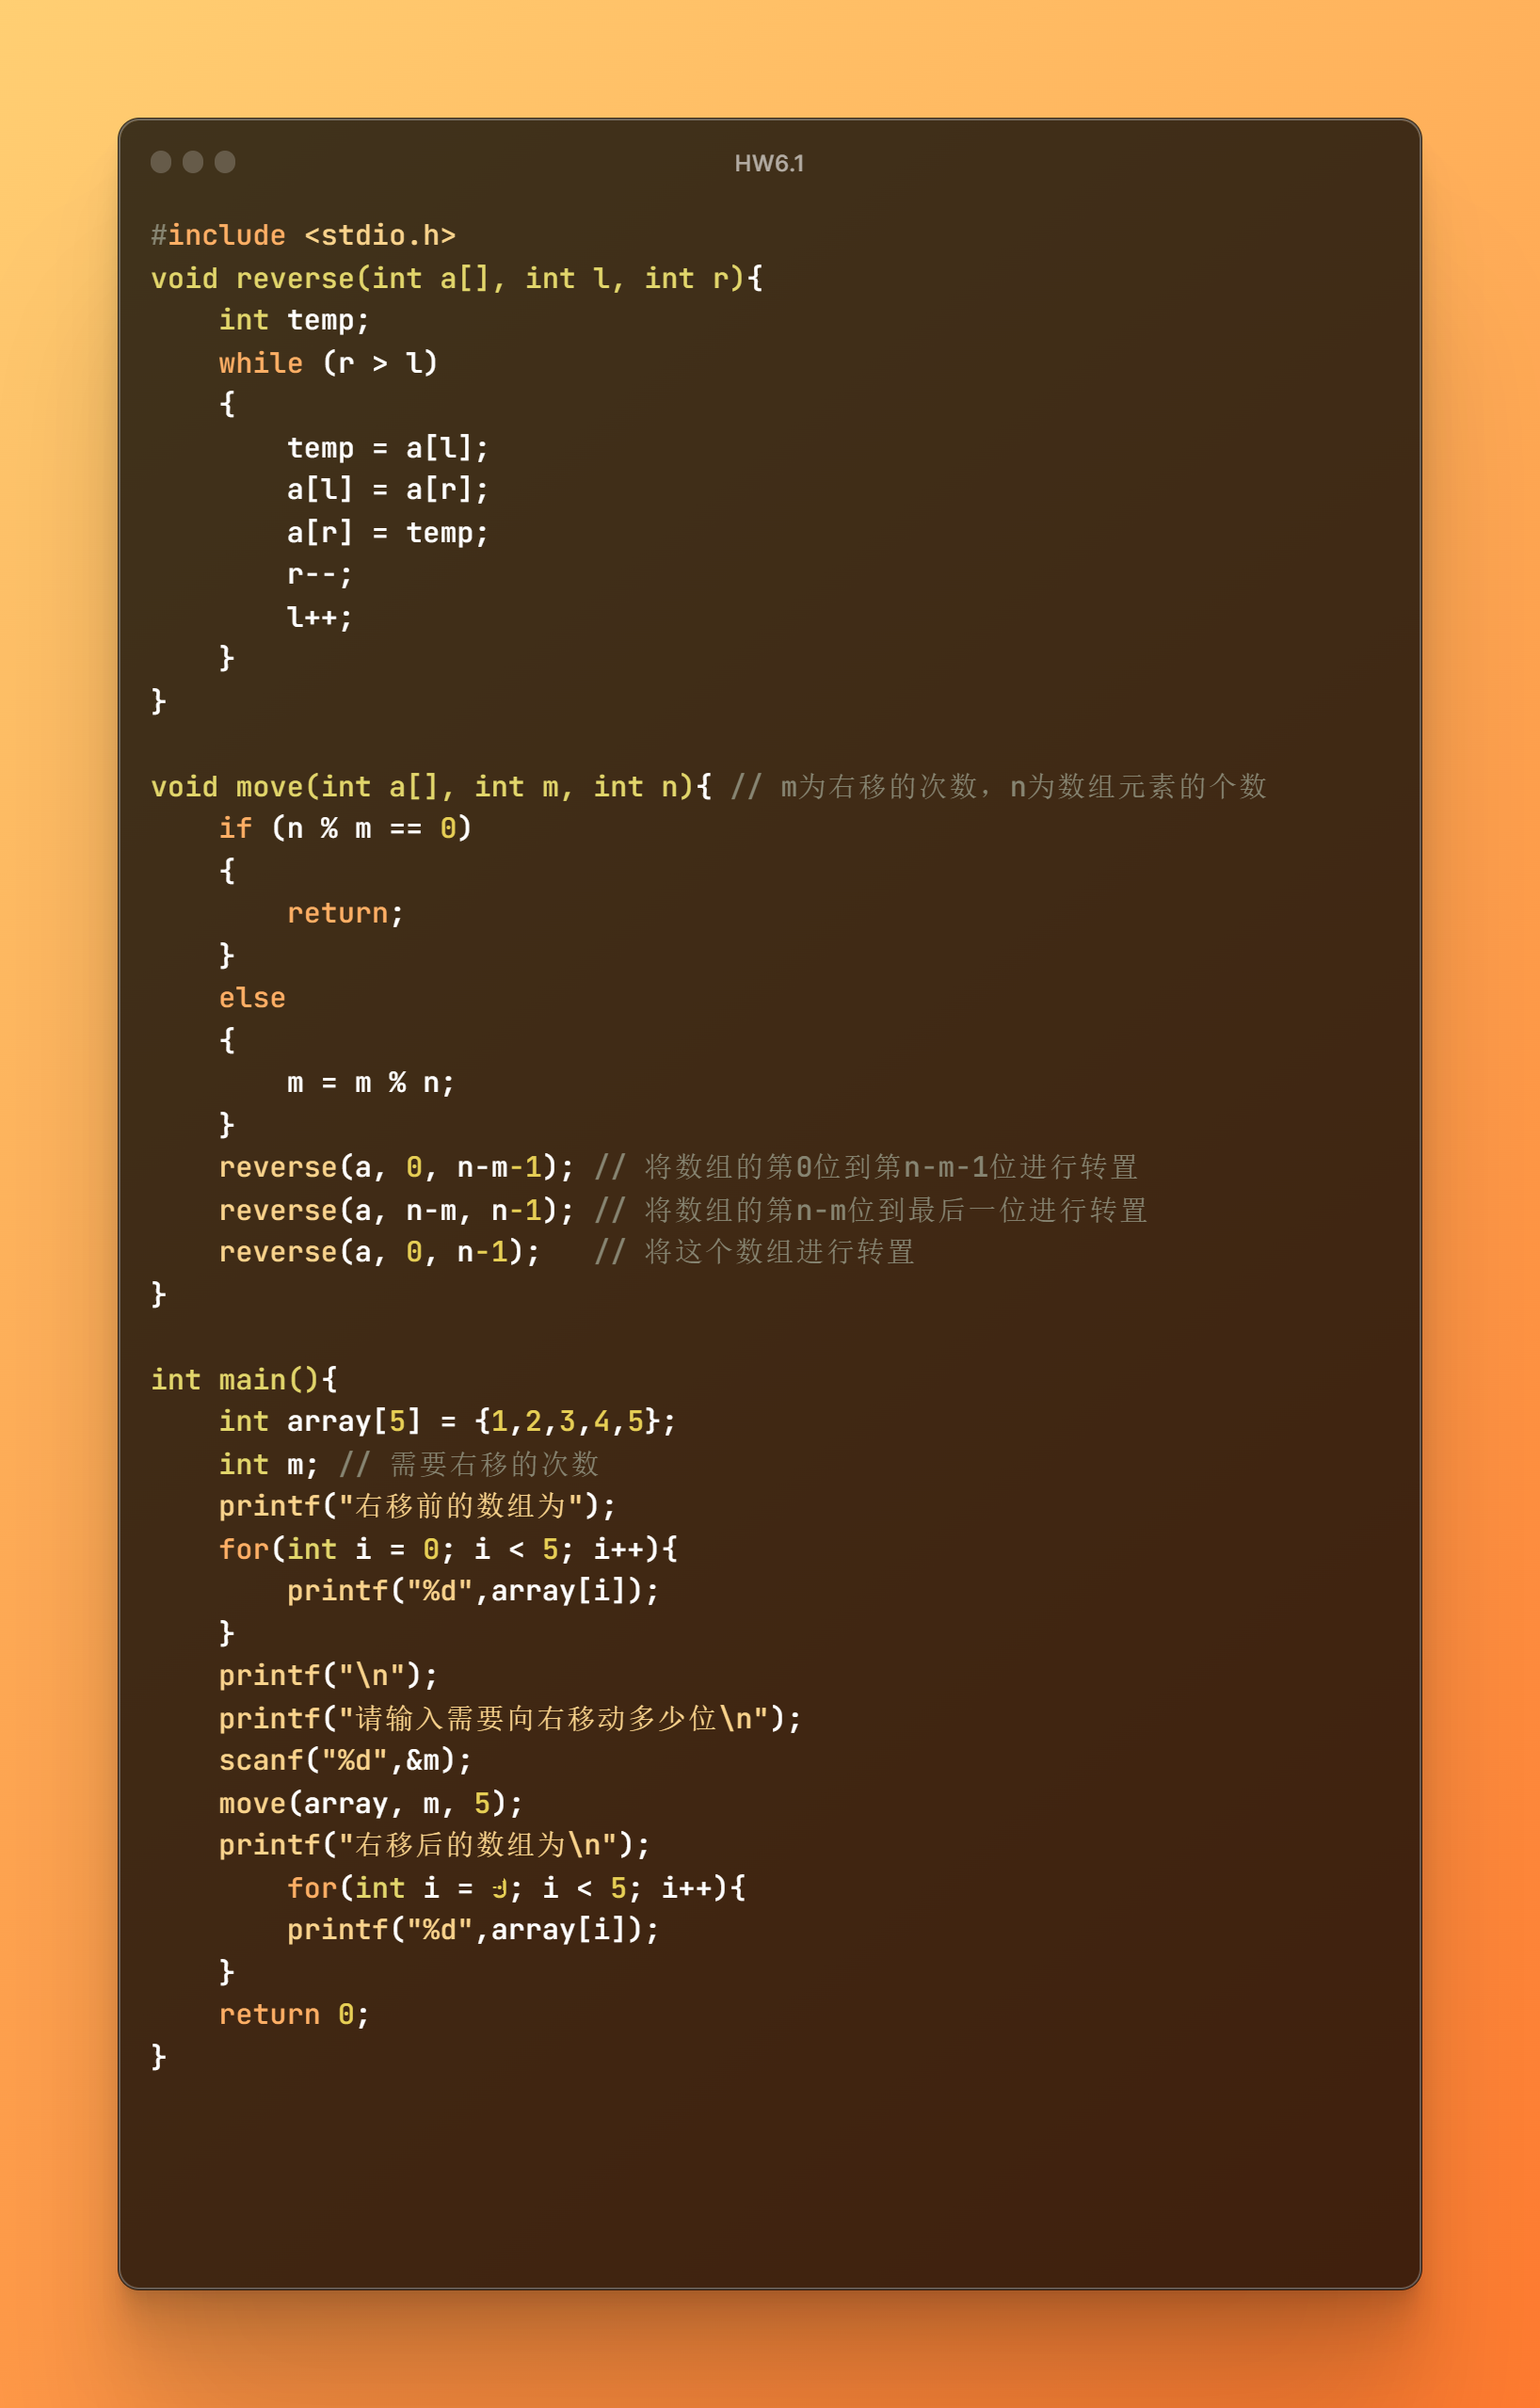 HW6.1
#include <stdio.h>
void reverse(int a[], int l, int r){
    int temp;
    while (r > l)
    {
        temp = a[l];
        a[l] = a[r];
        a[r] = temp;
        r--;
        l++;
    }
}

void move(int a[], int m, int n){ // m为右移的次数，n为数组元素的个数
    if (n % m == 0)
    {
        return;
    }
    else
    {
        m = m % n;
    }
    reverse(a, 0, n-m-1); // 将数组的第0位到第n-m-1位进行转置
    reverse(a, n-m, n-1); // 将数组的第n-m位到最后一位进行转置
    reverse(a, 0, n-1);   // 将这个数组进行转置
}

int main(){
    int array[5] = {1,2,3,4,5};
    int m; // 需要右移的次数
    printf("右移前的数组为");
    for(int i = 0; i < 5; i++){
        printf("%d",array[i]);
    }
    printf("\n");
    printf("请输入需要向右移动多少位\n");
    scanf("%d",&m);
    move(array, m, 5);
    printf("右移后的数组为\n");
        for(int i = ; i < 5; i++){
        printf("%d",array[i]);
    }
    return 0;
}